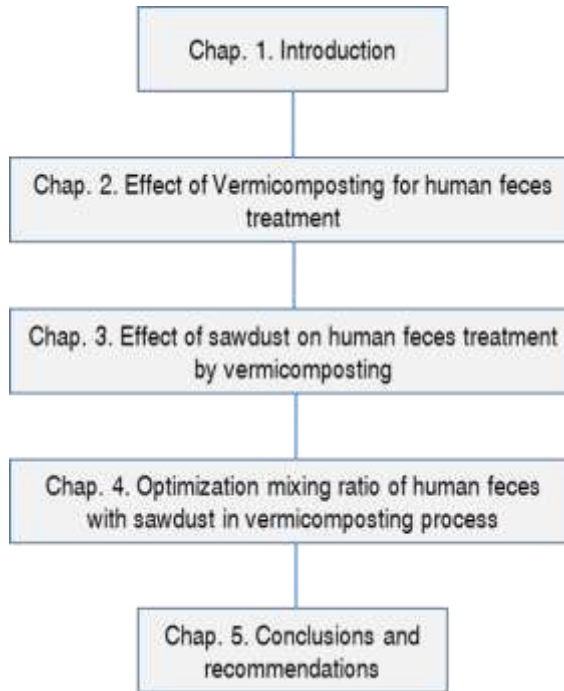 Chap. 1. Introduction
Chap. 2. Effect of Vermicomposting for human feces
treatment
Chap. 3. Effect of sawdust on human feces treatment
by vermicomposting
Chap. 4. Optimization mixing ratio of human feces
with sawdust in vermicomposting process
Chap. 5. Conclusions and
recommendations